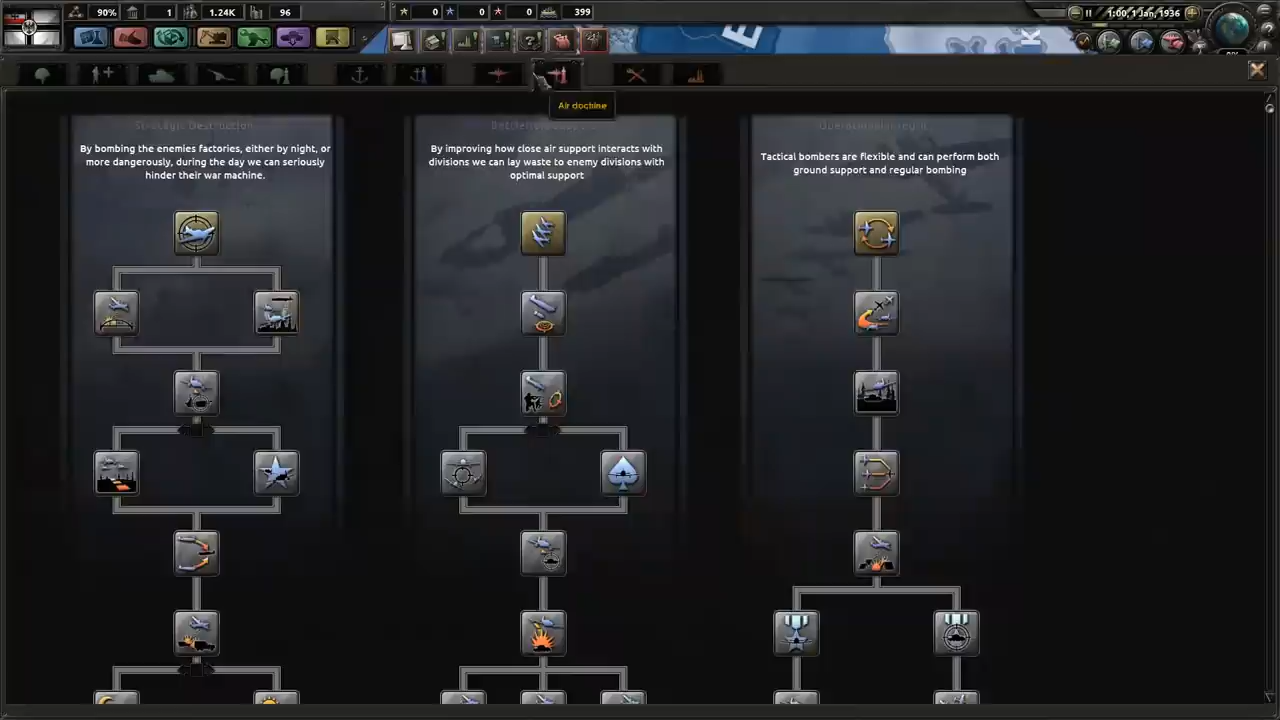 90% 1 1.24K 96 0 0 0 399 1:00, 1 Jan, 1936
Air doctrine
Strategic Destruction
By bombing the enemies factories, either by night, or
more dangerously, during the day we can seriously
hinder their war machine.
By improving how close air support interacts with
divisions we can lay waste to enemy divisions with
optimal support
Tactical bombers are flexible and can perform both
ground support and regular bombing